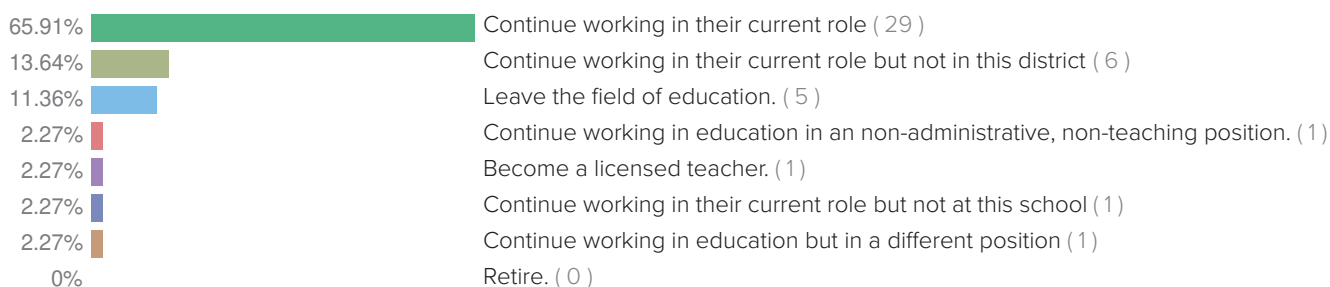 65.91% Continue working in their current role ( 29 )
13.64% Continue working in their current role but not in this district ( 6 )
11.36% Leave the field of education. ( 5 )
2.27% Continue working in education in an non-administrative, non-teaching position. ( 1 )
2.27% Become a licensed teacher. ( 1 )
2.27% Continue working in their current role but not at this school ( 1 )
2.27% Continue working in education but in a different position ( 1 )
0% Retire. ( 0 )